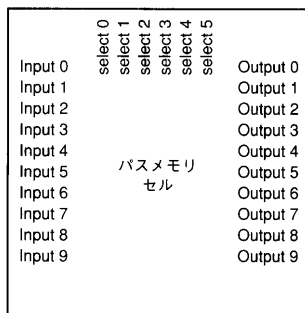 select 0
select 1
select 2
select 3
select 4
select 5
Input 0
Input 1
Input 2
Input 3
Input 4
Input 5
Input 6
Input 7
Input 8
Input 9
パスメモリ
セル
Output 0
Output 1
Output 2
Output 3
Output 4
Output 5
Output 6
Output 7
Output 8
Output 9